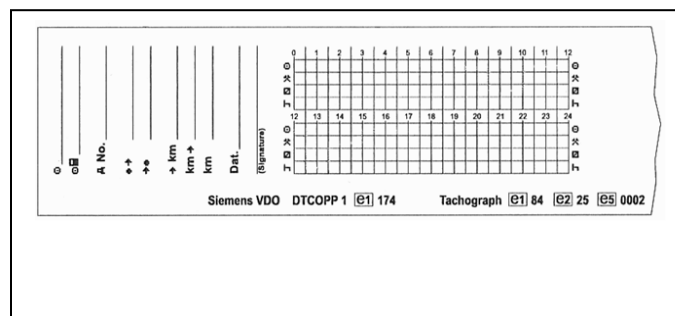 A No.
km
km
km
Dat.
(Signature)
0 1 2 3 4 5 6 7 8 9 10 11 12
12 13 14 15 16 17 18 19 20 21 22 23 24
Siemens VDO DTCOPP 1 e1 174 Tachograph e1 84 e2 25 e5 0002